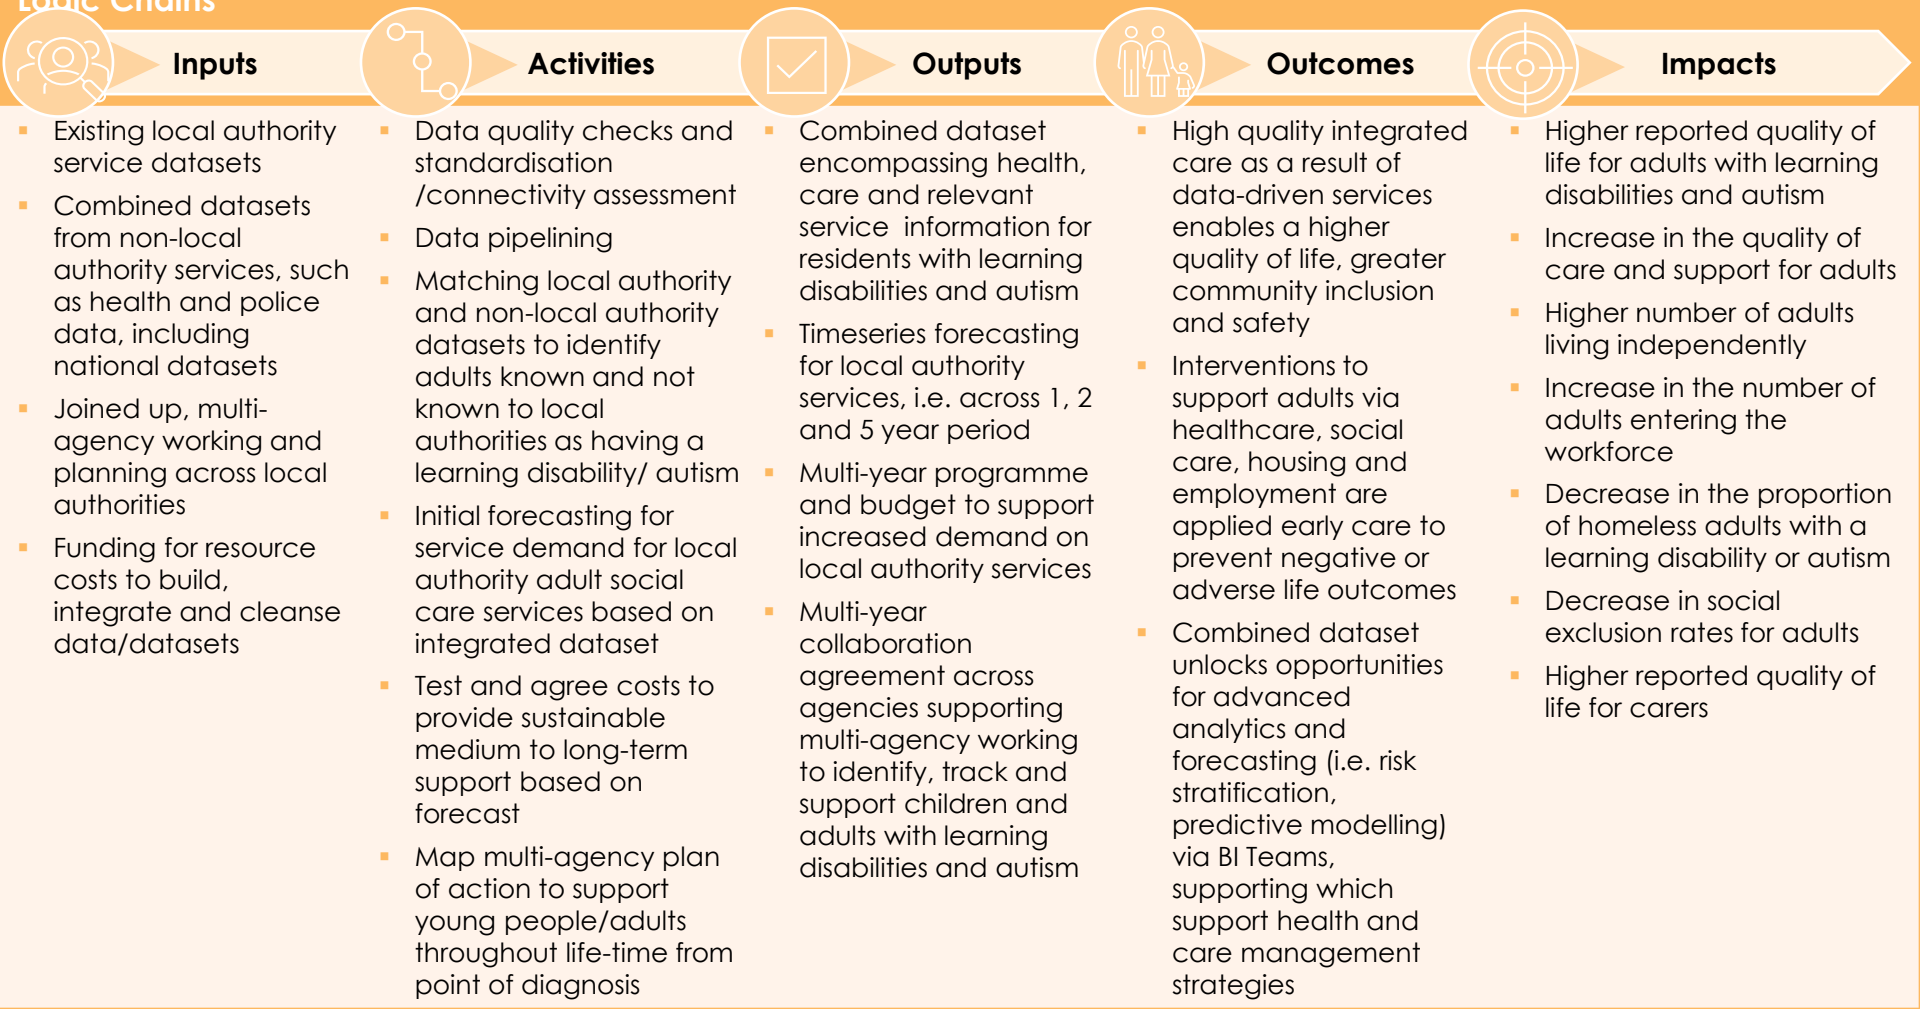 Logic Chains
Inputs
Activities
Outputs
Outcomes
Impacts
▪ Existing local authority
service datasets
▪ Combined datasets
from non-local
authority services, such
as health and police
data, including
national datasets
▪ Joined up, multi-
agency working and
planning across local
authorities
▪ Funding for resource
costs to build,
integrate and cleanse
data/datasets
▪ Data quality checks and
standardisation
/connectivity assessment
▪ Data pipelining
▪ Matching local authority
and non-local authority
datasets to identify
adults known and not
known to local
authorities as having a
learning disability/ autism
▪ Initial forecasting for
service demand for local
authority adult social
care services based on
integrated dataset
▪ Test and agree costs to
provide sustainable
medium to long-term
support based on
forecast
▪ Map multi-agency plan
of action to support
young people/adults
throughout life-time from
point of diagnosis
▪ Combined dataset
encompassing health,
care and relevant
service  information for
residents with learning
disabilities and autism
▪ Timeseries forecasting
for local authority
services, i.e. across 1, 2
and 5 year period
▪ Multi-year programme
and budget to support
increased demand on
local authority services
▪ Multi-year
collaboration
agreement across
agencies supporting
multi-agency working
to identify, track and
support children and
adults with learning
disabilities and autism
▪ High quality integrated
care as a result of
data-driven services
enables a higher
quality of life, greater
community inclusion
and safety
▪ Interventions to
support adults via
healthcare, social
care, housing and
employment are
applied early care to
prevent negative or
adverse life outcomes
▪ Combined dataset
unlocks opportunities
for advanced
analytics and
forecasting (i.e. risk
stratification,
predictive modelling)
via BI Teams,
supporting which
support health and
care management
strategies
▪ Higher reported quality of
life for adults with learning
disabilities and autism
▪ Increase in the quality of
care and support for adults
▪ Higher number of adults
living independently
▪ Increase in the number of
adults entering the
workforce
▪ Decrease in the proportion
of homeless adults with a
learning disability or autism
▪ Decrease in social
exclusion rates for adults
▪ Higher reported quality of
life for carers